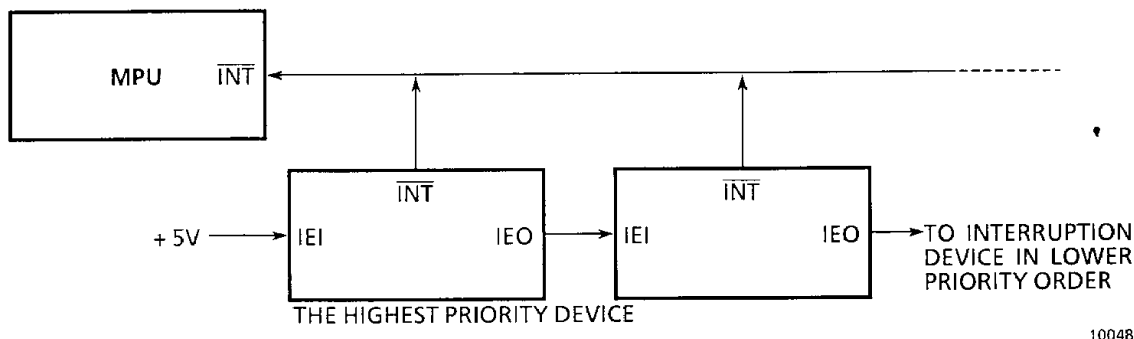 MPU
INT
INT
INT
+ 5V
IEI
IEO
IEI
IEO
TO INTERRUPTION
DEVICE IN LOWER
PRIORITY ORDER
THE HIGHEST PRIORITY DEVICE
10048